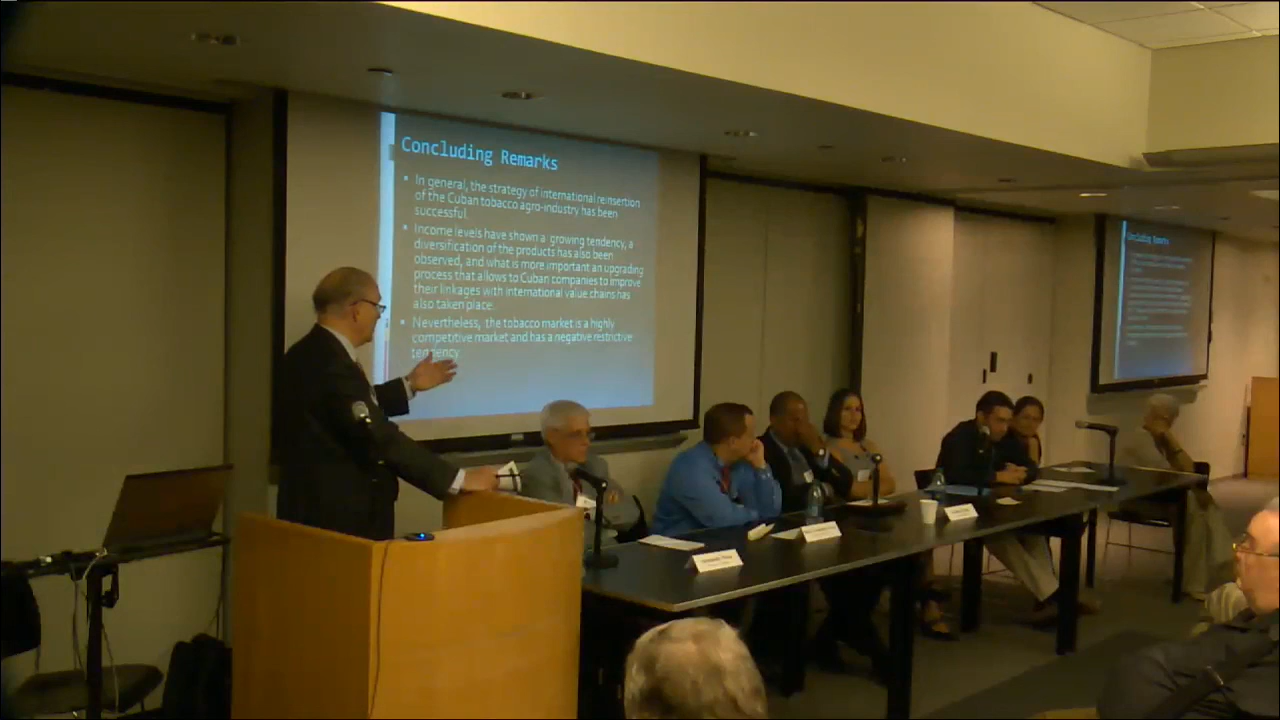 Concluding Remarks
▪ In general, the strategy of international reinsertion
of the Cuban tobacco agro-industry has been
successful.
▪ Income levels have shown a growing tendency, a
diversification of the products has also been
observed, and what is more important an upgrading
process that allows to Cuban companies to improve
their linkages with international value chains has
also taken place.
▪ Nevertheless, the tobacco market is a highly
competitive market and has a negative restrictive
tendency
Concluding Remarks